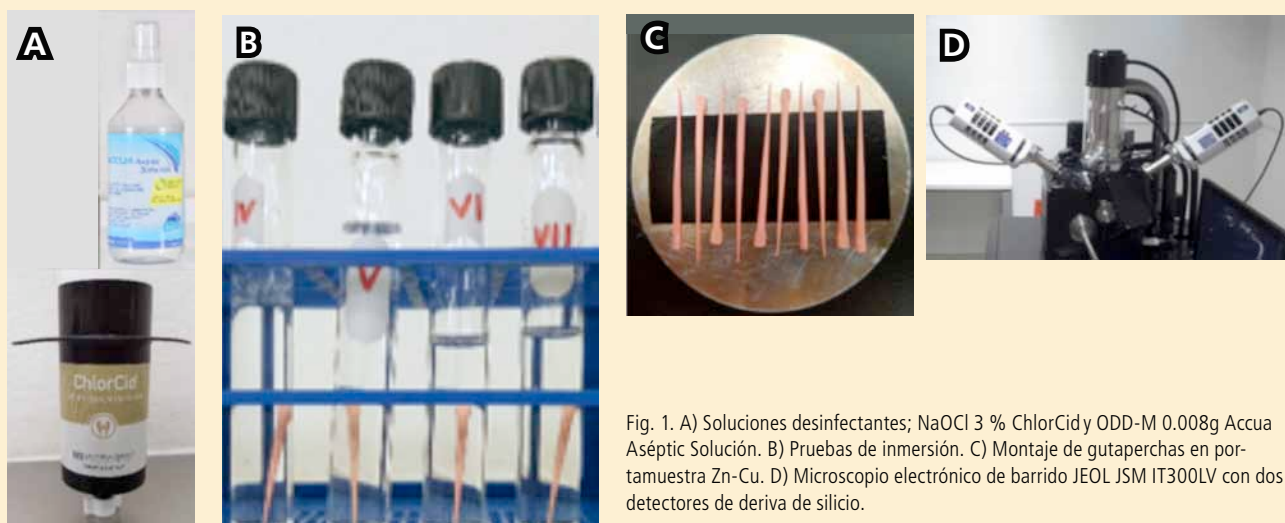 A
B
C
D
ChlorCid
IV
V
VI
VII
Fig. 1. A) Soluciones desinfectantes; NaOCl 3 % ChlorCid y ODD-M 0.008g Accua
Aséptic Solución. B) Pruebas de inmersión. C) Montaje de gutaperchas en por-
tamuestra Zn-Cu. D) Microscopio electrónico de barrido JEOL JSM IT300LV con dos
detectores de deriva de silicio.